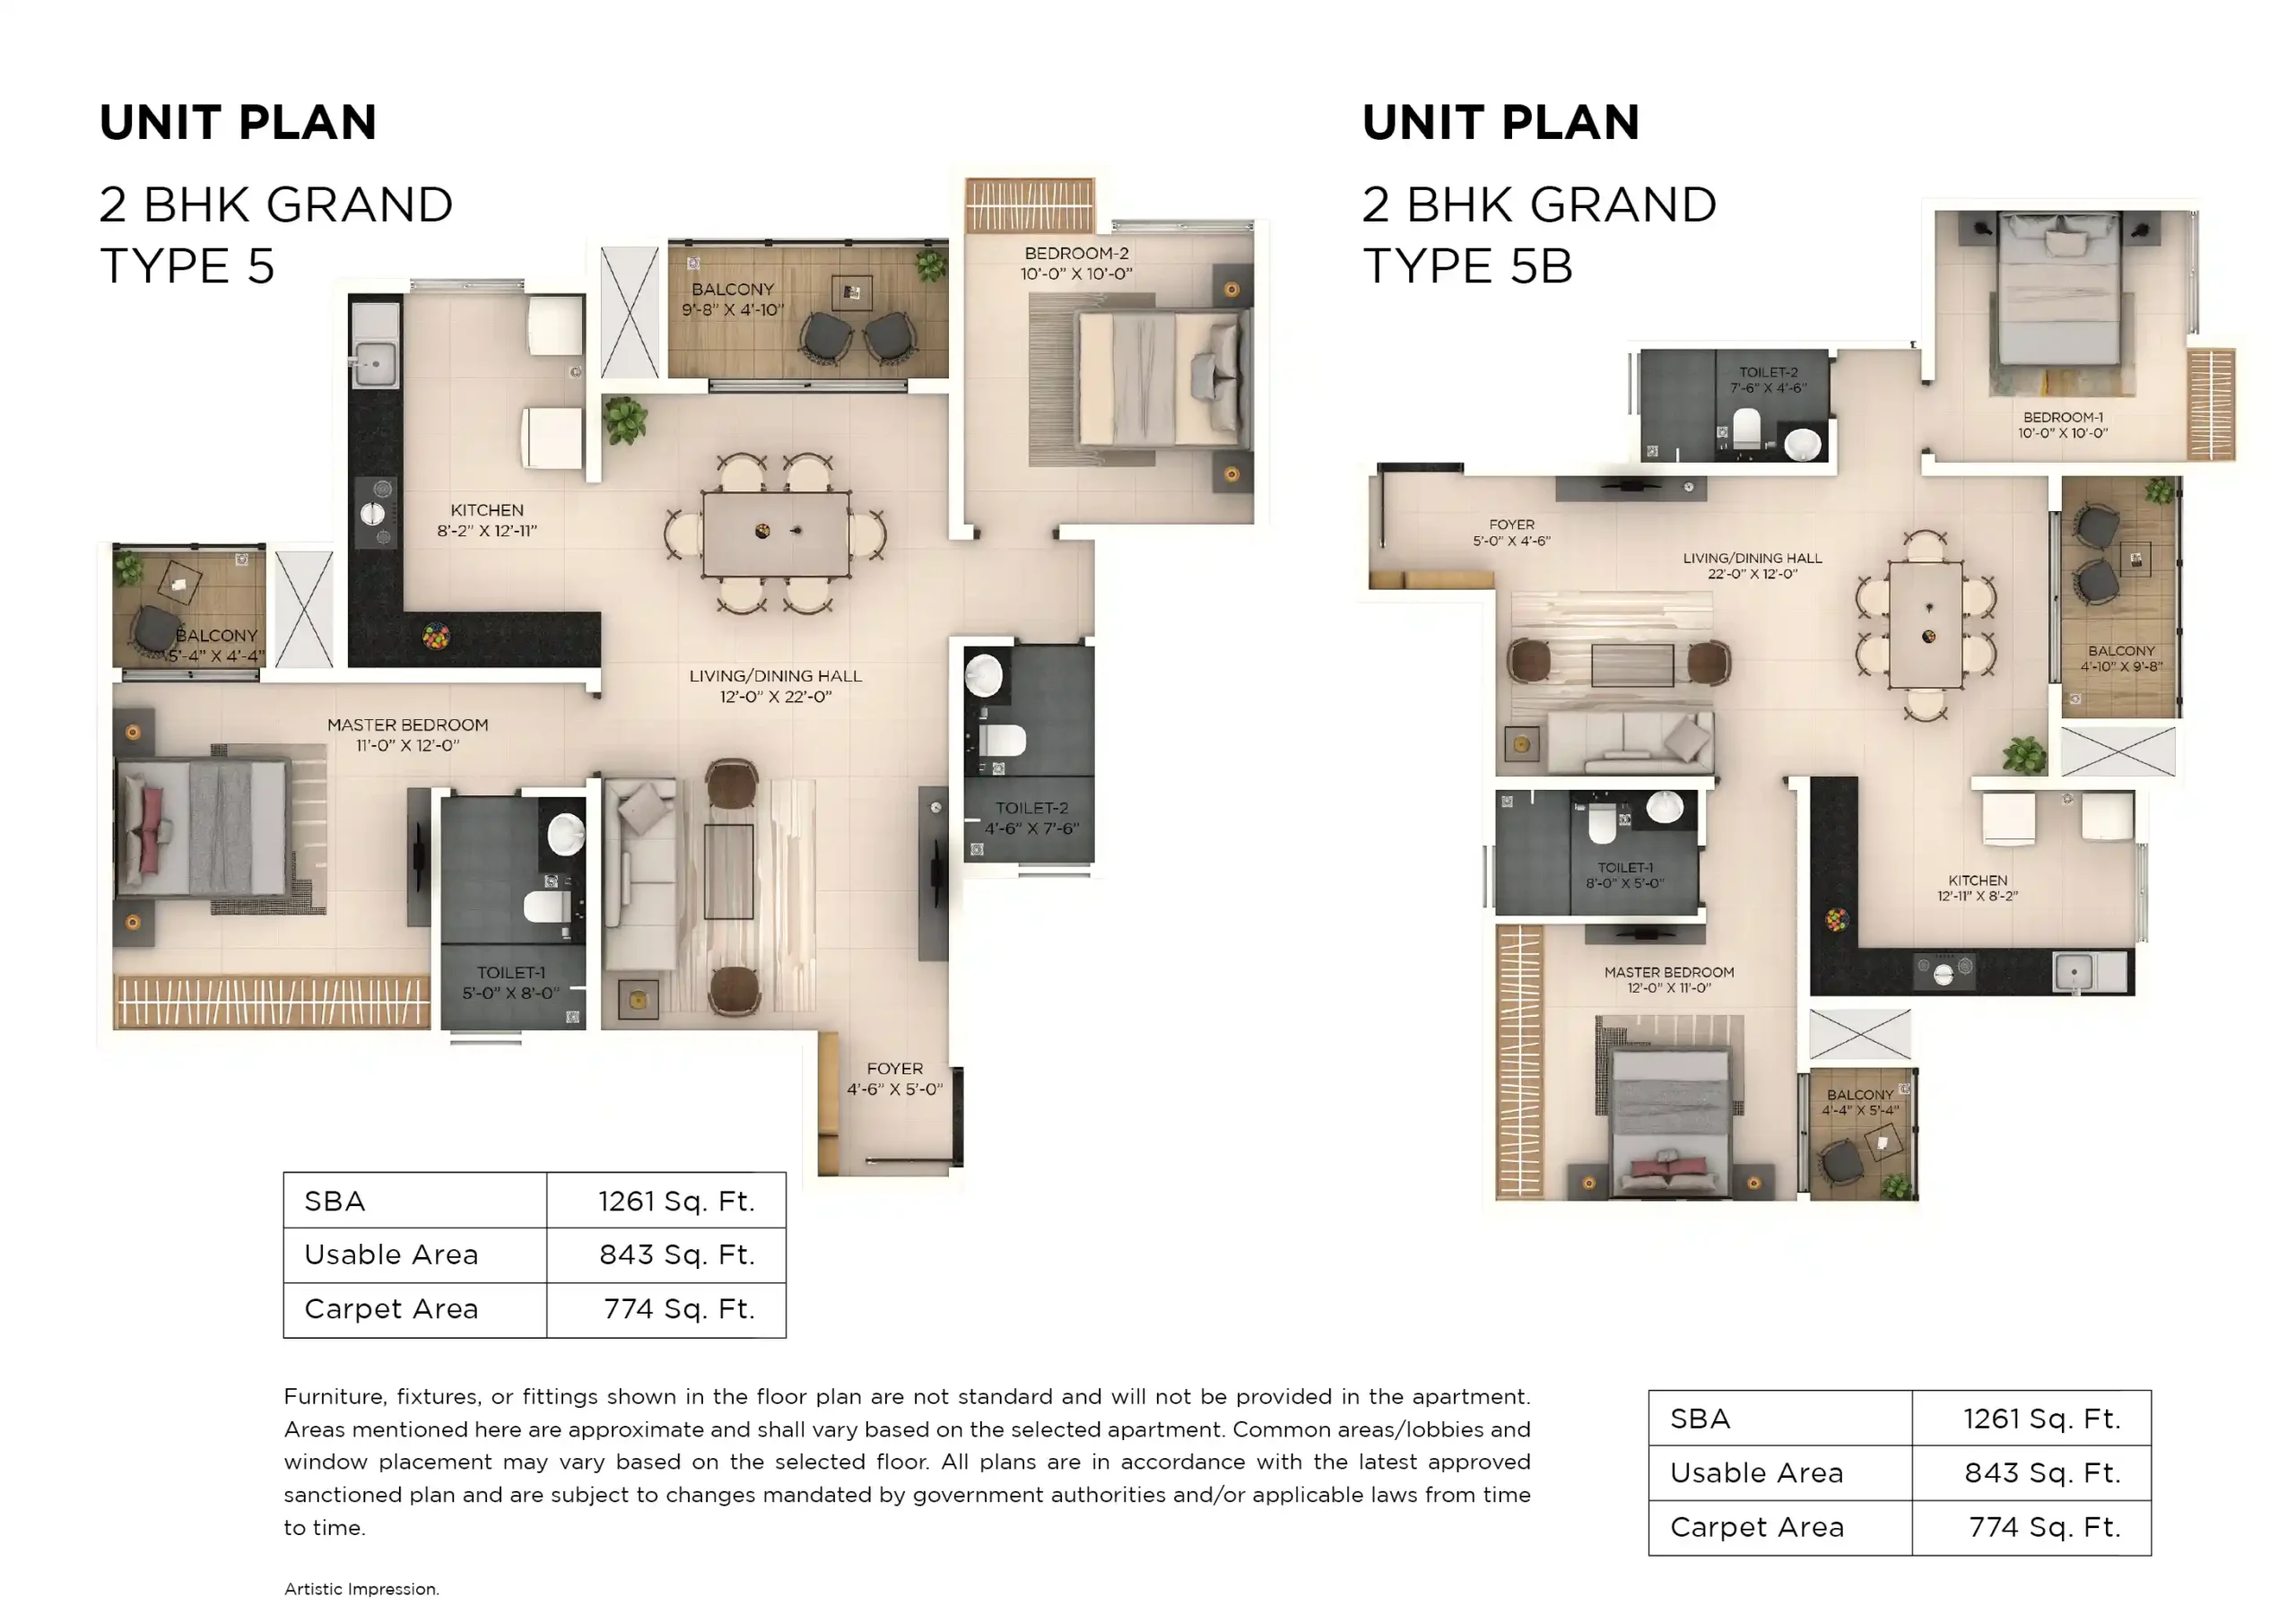 UNIT PLAN
2 BHK GRAND
TYPE 5
BEDROOM-2
10'-0" X 10'-0"
BALCONY
9'-8" X 4'-10"
KITCHEN
8'-2" X 12'-11"
BALCONY
5'-4" X 4'-4"
LIVING/DINING HALL
12'-0" X 22'-0"
MASTER BEDROOM
11'-0" X 12'-0"
TOILET-2
4'-6" X 7'-6"
TOILET-1
5'-0" X 8'-0"
FOYER
4'-6" X 5'-0"
SBA 1261 Sq. Ft.
Usable Area 843 Sq. Ft.
Carpet Area 774 Sq. Ft.
UNIT PLAN
2 BHK GRAND
TYPE 5B
TOILET-2
7'-6" X 4'-6"
BEDROOM-1
10'-0" X 10'-0"
FOYER
5'-0" X 4'-6"
LIVING/DINING HALL
22'-0" X 12'-0"
BALCONY
4'-10" X 9'-8"
TOILET-1
8'-0" X 5'-0"
KITCHEN
12'-11" X 8'-2"
MASTER BEDROOM
12'-0" X 11'-0"
BALCONY
4'-4" X 5'-4"
SBA 1261 Sq. Ft.
Usable Area 843 Sq. Ft.
Carpet Area 774 Sq. Ft.
Furniture, fixtures, or fittings shown in the floor plan are not standard and will not be provided in the apartment.
Areas mentioned here are approximate and shall vary based on the selected apartment. Common areas/lobbies and
window placement may vary based on the selected floor. All plans are in accordance with the latest approved
sanctioned plan and are subject to changes mandated by government authorities and/or applicable laws from time
to time.
Artistic Impression.